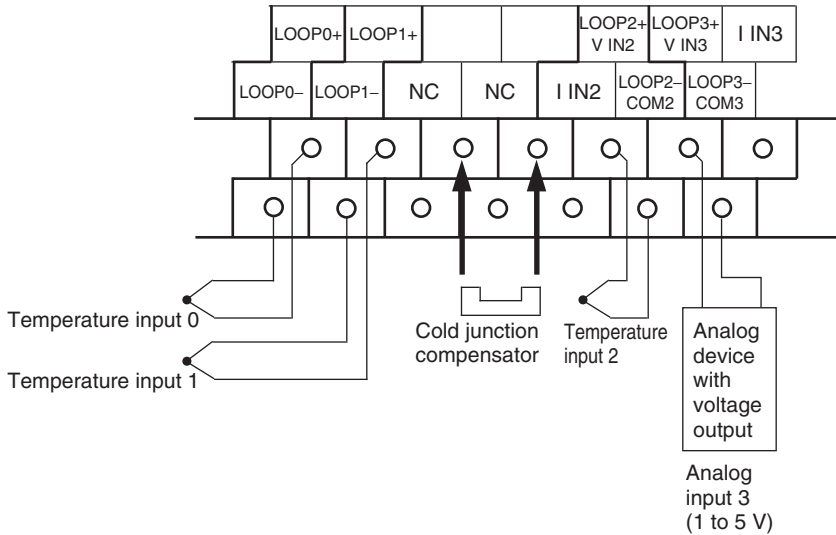 LOOP0+ LOOP1+ LOOP2+ LOOP3+ I IN3
V IN2 V IN3
LOOP0− LOOP1− NC NC I IN2 LOOP2− LOOP3−
COM2 COM3
Temperature input 0
Temperature input 1
Cold junction
compensator
Temperature
input 2
Analog
device
with
voltage
output
Analog
input 3
(1 to 5 V)